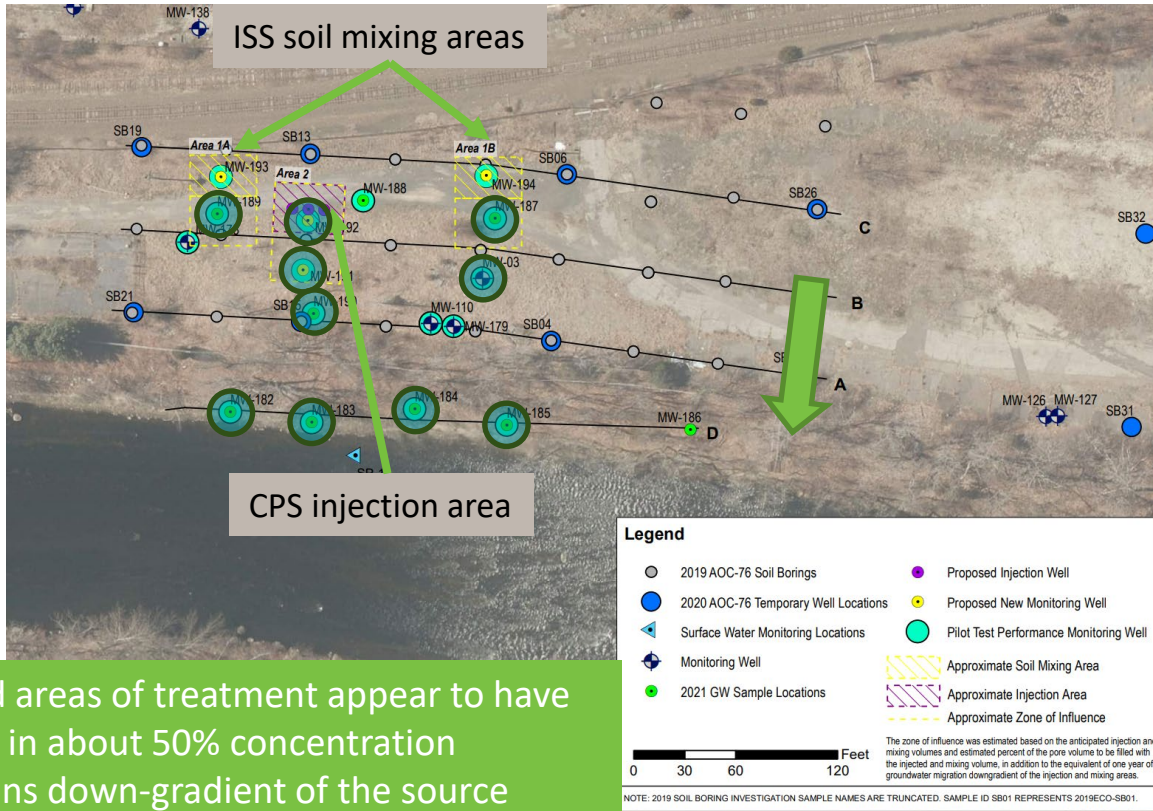 MW-138
ISS soil mixing areas
SB19
SB13
Area 1A
Area 1B
SB06
MW-193
Area 2
MW-188
MW-194
SB26
MW-189
MW-187
C
SB32
MW-03
B
SB21
MW-110
MW-179
SB04
A
MW-182
MW-183
MW-184
MW-185
MW-186
D
MW-126
MW-127
SB31
CPS injection area
Legend
2019 AOC-76 Soil Borings
2020 AOC-76 Temporary Well Locations
Surface Water Monitoring Locations
Monitoring Well
2021 GW Sample Locations
Proposed Injection Well
Proposed New Monitoring Well
Pilot Test Performance Monitoring Well
Approximate Soil Mixing Area
Approximate Injection Area
Approximate Zone of Influence
The zone of influence was estimated based on the anticipated injection and
mixing volumes and estimated percent of the pore volume to be filled with
the injected and mixing volume, in addition to the equivalent of one year of
groundwater migration downgradient of the injection and mixing areas.
Feet
0 30 60 120
NOTE: 2019 SOIL BORING INVESTIGATION SAMPLE NAMES ARE TRUNCATED. SAMPLE ID SB01 REPRESENTS 2019ECO-SB01.
areas of treatment appear to have
in about 50% concentration
down-gradient of the source